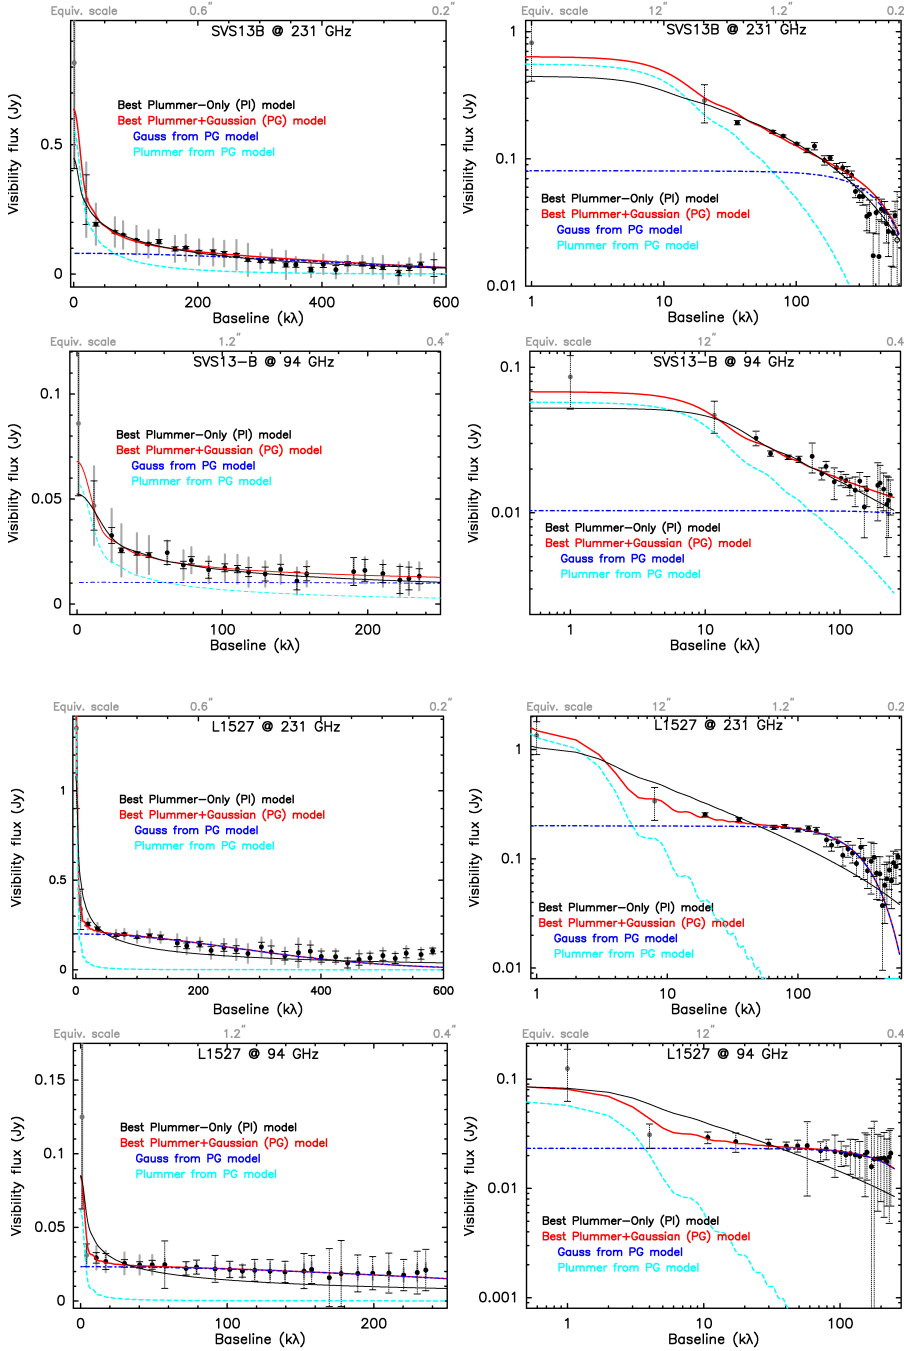 Equiv. scale 0.6″ 0.2″
SVS13B @ 231 GHz
Visibility flux (Jy)
0.5
0
Best Plummer-Only (Pl) model
Best Plummer+Gaussian (PG) model
Gauss from PG model
Plummer from PG model
0 200 400 600
Baseline (kλ)
Equiv. scale 12″ 1.2″ 0.2
SVS13B @ 231 GHz
Visibility flux (Jy)
1
0.1
0.01
Best Plummer-Only (Pl) model
Best Plummer+Gaussian (PG) model
Gauss from PG model
Plummer from PG model
1 10 100
Baseline (kλ)
Equiv. scale 1.2″ 0.4″
SVS13-B @ 94 GHz
Visibility flux (Jy)
0.1
0.05
0
Best Plummer-Only (Pl) model
Best Plummer+Gaussian (PG) model
Gauss from PG model
Plummer from PG model
0 100 200
Baseline (kλ)
Equiv. scale 12″ 0.4
SVS13-B @ 94 GHz
Visibility flux (Jy)
0.1
0.01
Best Plummer-Only (Pl) model
Best Plummer+Gaussian (PG) model
Gauss from PG model
Plummer from PG model
1 10 100
Baseline (kλ)
Equiv. scale 0.6″ 0.2″
L1527 @ 231 GHz
Visibility flux (Jy)
1
0.5
0
Best Plummer-Only (Pl) model
Best Plummer+Gaussian (PG) model
Gauss from PG model
Plummer from PG model
0 200 400 600
Baseline (kλ)
Equiv. scale 12″ 1.2″ 0.2
L1527 @ 231 GHz
Visibility flux (Jy)
1
0.1
0.01
Best Plummer-Only (Pl) model
Best Plummer+Gaussian (PG) model
Gauss from PG model
Plummer from PG model
1 10 100
Baseline (kλ)
Equiv. scale 1.2″ 0.4″
L1527 @ 94 GHz
Visibility flux (Jy)
0.15
0.1
0.05
0
Best Plummer-Only (Pl) model
Best Plummer+Gaussian (PG) model
Gauss from PG model
Plummer from PG model
0 100 200
Baseline (kλ)
Equiv. scale 12″ 0.4
L1527 @ 94 GHz
Visibility flux (Jy)
0.1
0.01
0.001
Best Plummer-Only (Pl) model
Best Plummer+Gaussian (PG) model
Gauss from PG model
Plummer from PG model
1 10 100
Baseline (kλ)